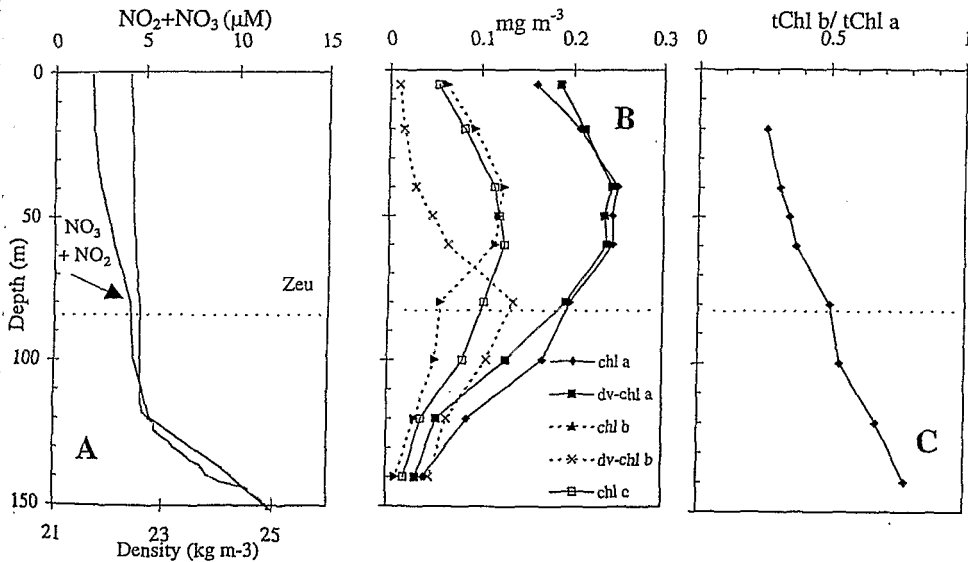 NO₂+NO₃ (µM)
0 5 10 15
0
50
100
150
Depth (m)
NO₃
+ NO₂
Zeu
A
21 23 25
Density (kg m-3)
mg m⁻³
0 0.1 0.2 0.3
B
chl a
dv-chl a
chl b
dv-chl b
chl c
tChl b/ tChl a
0 0.5 1
C